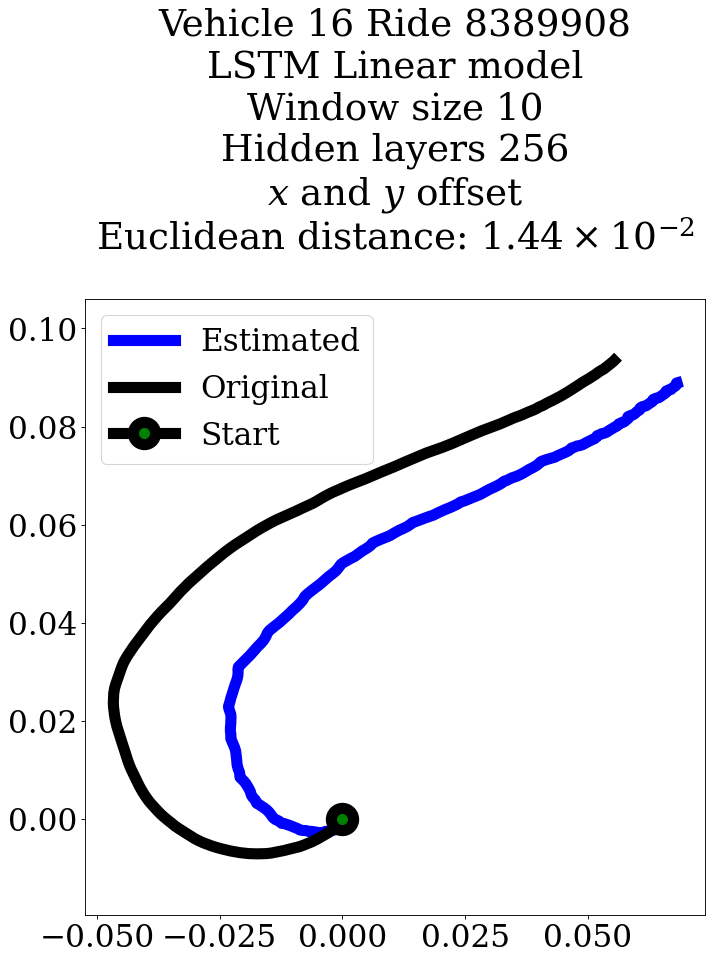 Vehicle 16 Ride 8389908
LSTM Linear model
Window size 10
Hidden layers 256
x and y offset
Euclidean distance: 1.44 × 10⁻²
Estimated
Original
Start
0.10
0.08
0.06
0.04
0.02
0.00
−0.050 −0.025 0.000 0.025 0.050